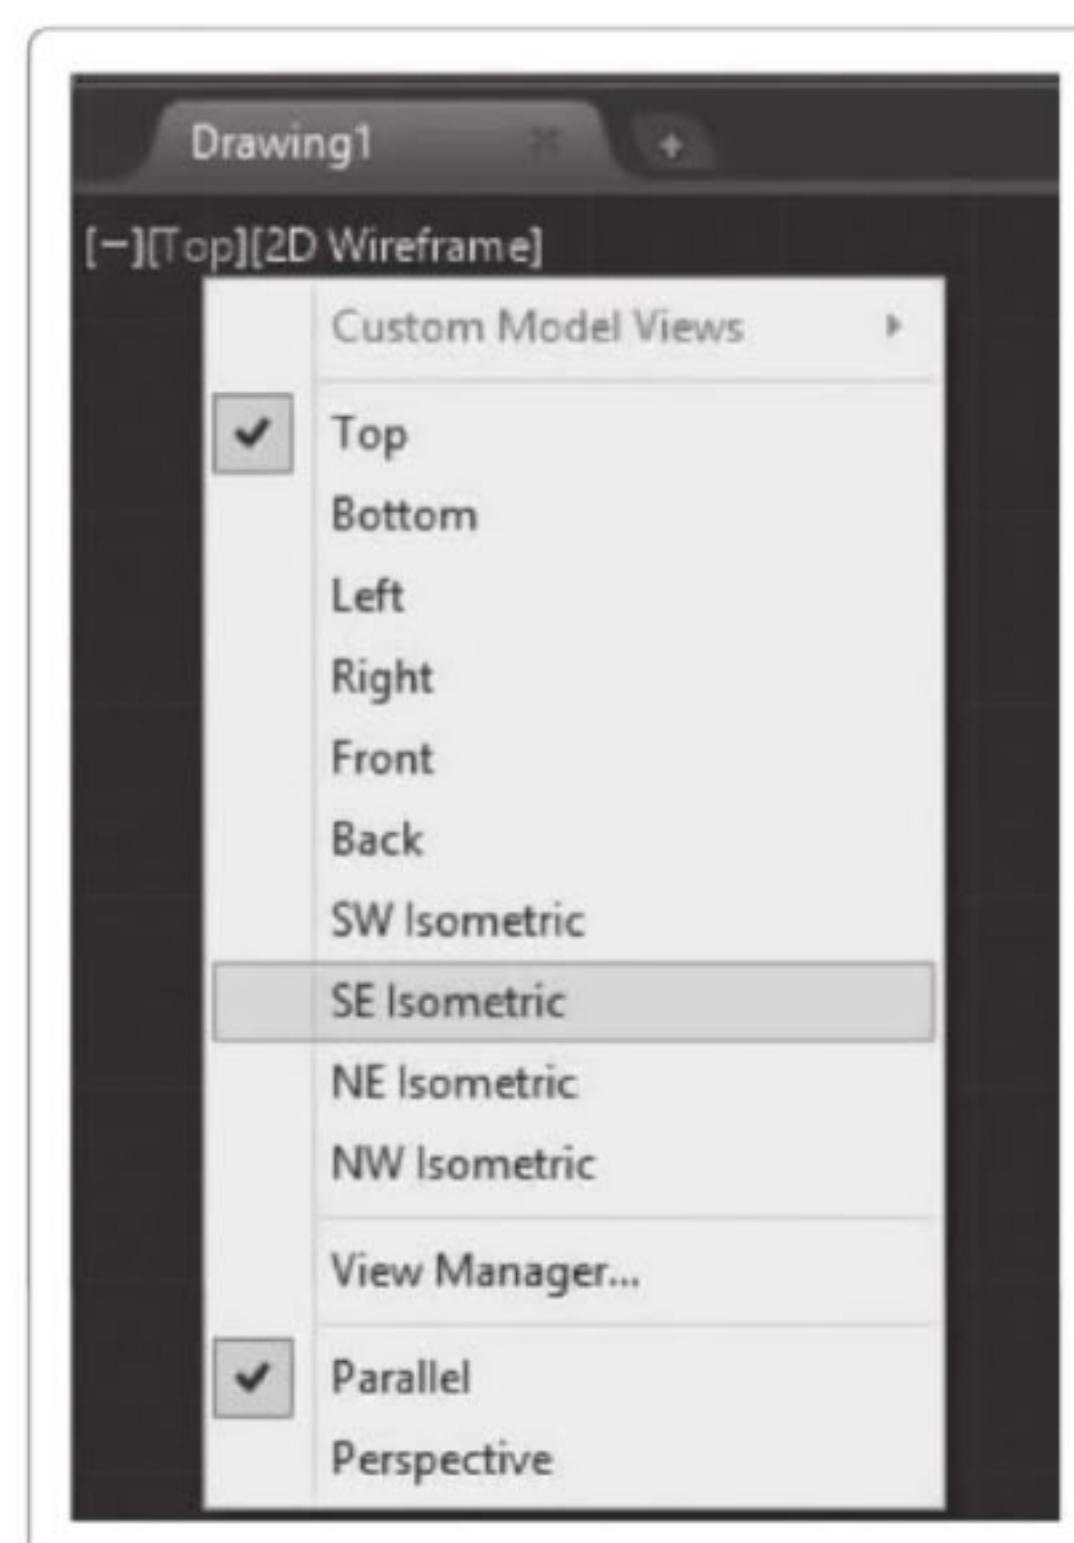 Drawing1
[−][Top][2D Wireframe]
Custom Model Views
Top
Bottom
Left
Right
Front
Back
SW Isometric
SE Isometric
NE Isometric
NW Isometric
View Manager...
Parallel
Perspective